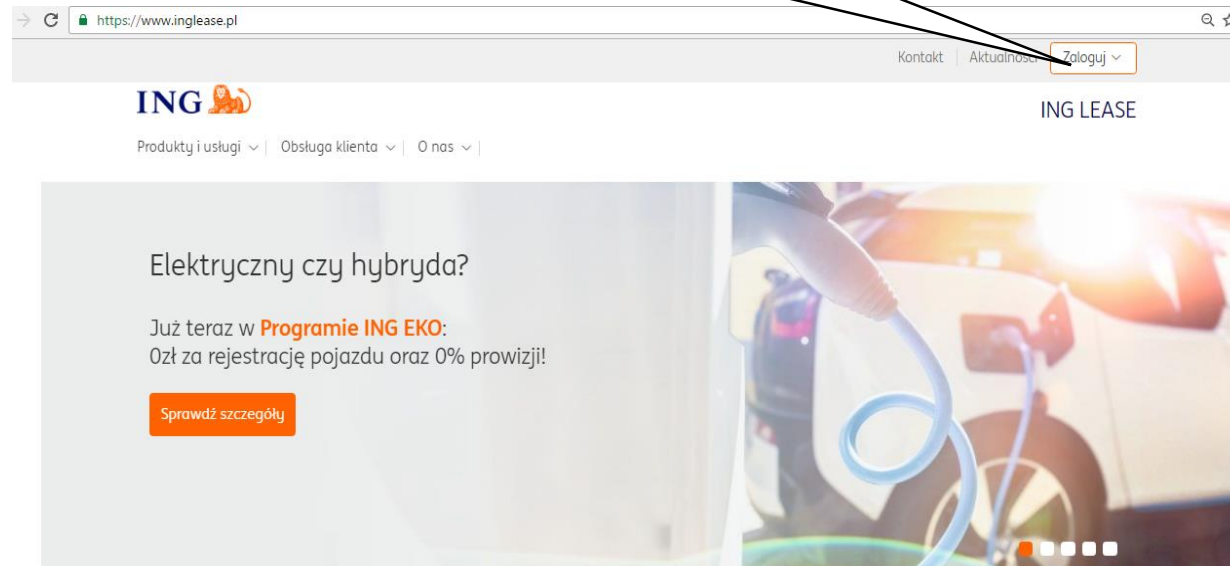 https://www.inglease.pl
Kontakt Aktualności Zaloguj
ING
ING LEASE
Produkty i usługi Obsługa klienta O nas
Elektryczny czy hybryda?
Już teraz w Programie ING EKO:
0zł za rejestrację pojazdu oraz 0% prowizji!
Sprawdź szczegóły